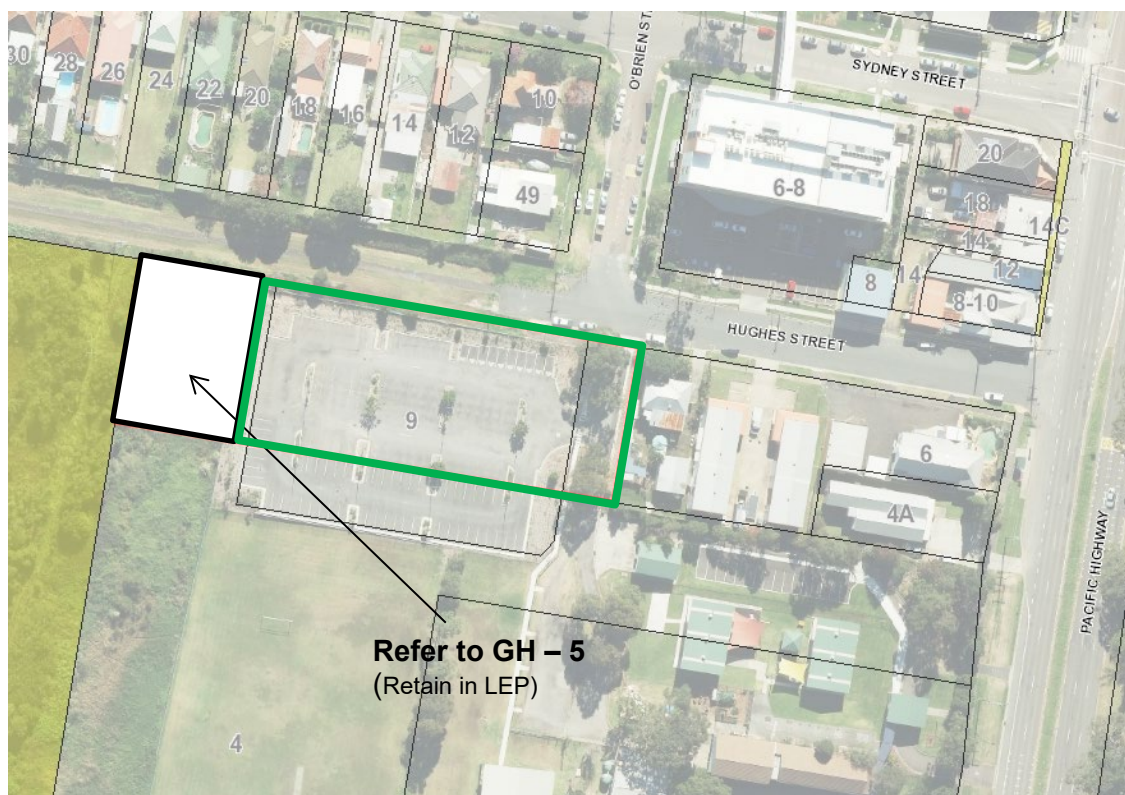 SYDNEY STREET
O'BRIEN ST
30
28
26
24
22
20
18
16
14
12
10
49
6-8
20
18
14C
14
12
8
14
8-10
HUGHES STREET
9
6
4A
PACIFIC HIGHWAY
Refer to GH – 5
(Retain in LEP)
4